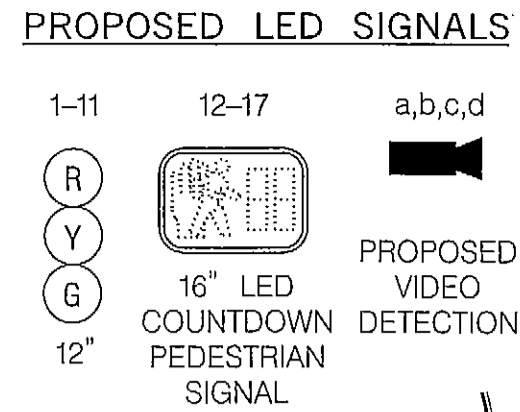 PROPOSED LED SIGNALS
1–11
12–17
a,b,c,d
R
Y
G
12"
16" LED
COUNTDOWN
PEDESTRIAN
SIGNAL
PROPOSED
VIDEO
DETECTION